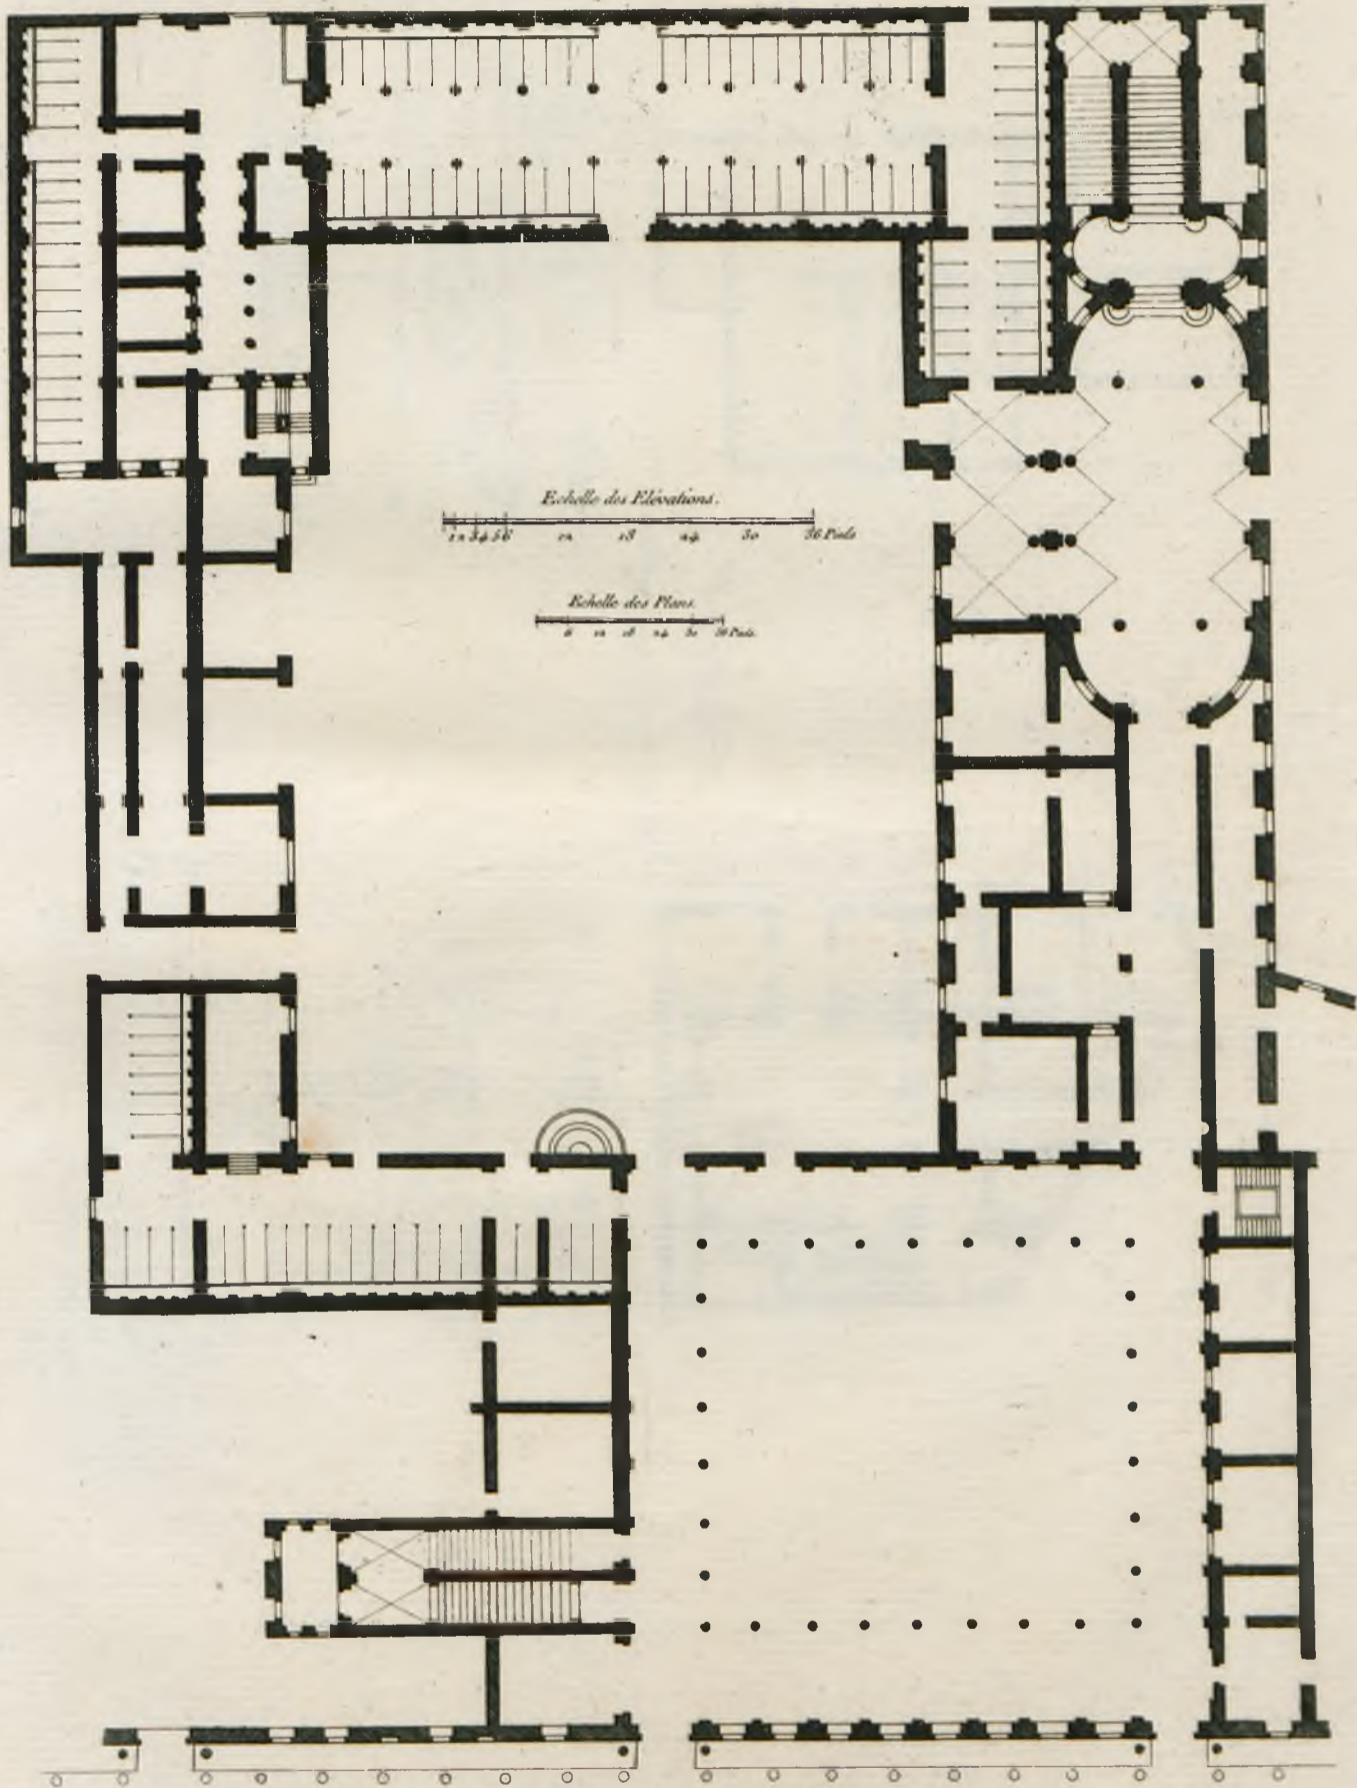 Echelle des Elévations.
1 2 3 4 5 6 12 18 24 30 36 Pieds
Echelle des Plans.
6 12 18 24 30 36 Pieds.